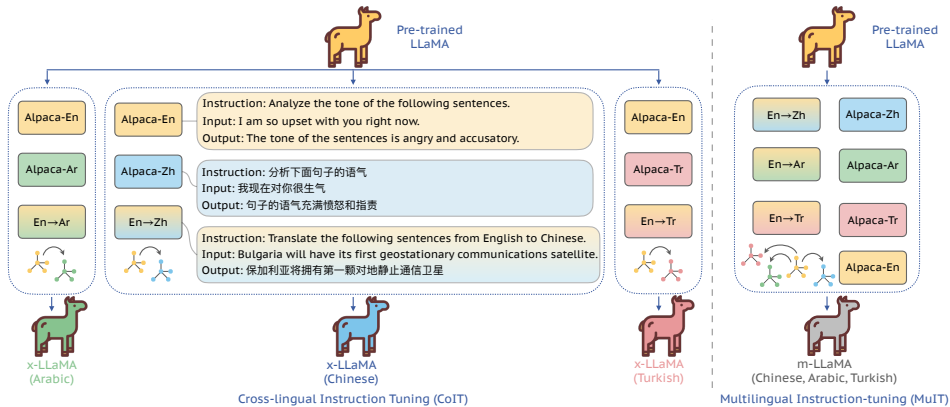 Pre-trained
LLaMA
Pre-trained
LLaMA
Alpaca-En
Alpaca-Ar
En→Ar
Alpaca-En
Instruction: Analyze the tone of the following sentences.
Input: I am so upset with you right now.
Output: The tone of the sentences is angry and accusatory.
Alpaca-Zh
Instruction: 分析下面句子的语气
Input: 我现在对你很生气
Output: 句子的语气充满愤怒和指责
En→Zh
Instruction: Translate the following sentences from English to Chinese.
Input: Bulgaria will have its first geostationary communications satellite.
Output: 保加利亚将拥有第一颗对地静止通信卫星
Alpaca-En
Alpaca-Tr
En→Tr
En→Zh
Alpaca-Zh
En→Ar
Alpaca-Ar
En→Tr
Alpaca-Tr
Alpaca-En
x-LLaMA
(Arabic)
x-LLaMA
(Chinese)
x-LLaMA
(Turkish)
m-LLaMA
(Chinese, Arabic, Turkish)
Cross-lingual Instruction Tuning (CoIT)
Multilingual Instruction-tuning (MuIT)